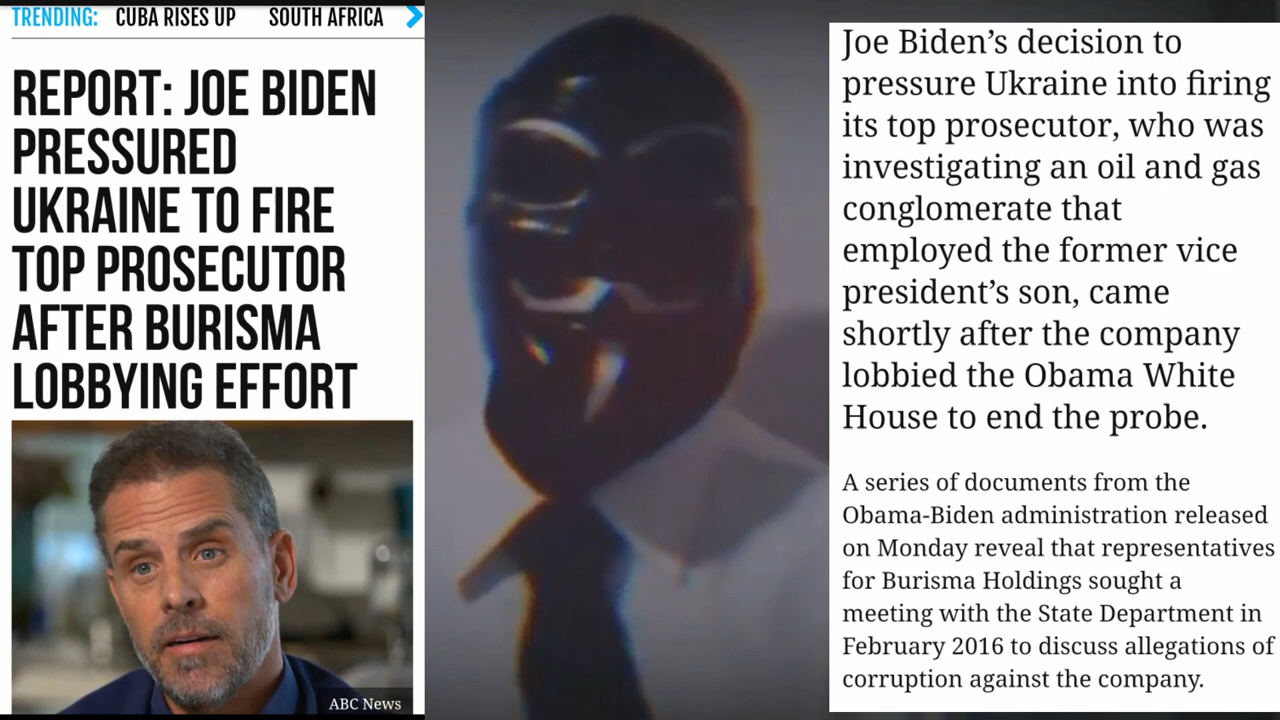 TRENDING: CUBA RISES UP SOUTH AFRICA
REPORT: JOE BIDEN
PRESSURED
UKRAINE TO FIRE
TOP PROSECUTOR
AFTER BURISMA
LOBBYING EFFORT
ABC News
Joe Biden’s decision to
pressure Ukraine into firing
its top prosecutor, who was
investigating an oil and gas
conglomerate that
employed the former vice
president’s son, came
shortly after the company
lobbied the Obama White
House to end the probe.
A series of documents from the
Obama-Biden administration released
on Monday reveal that representatives
for Burisma Holdings sought a
meeting with the State Department in
February 2016 to discuss allegations of
corruption against the company.